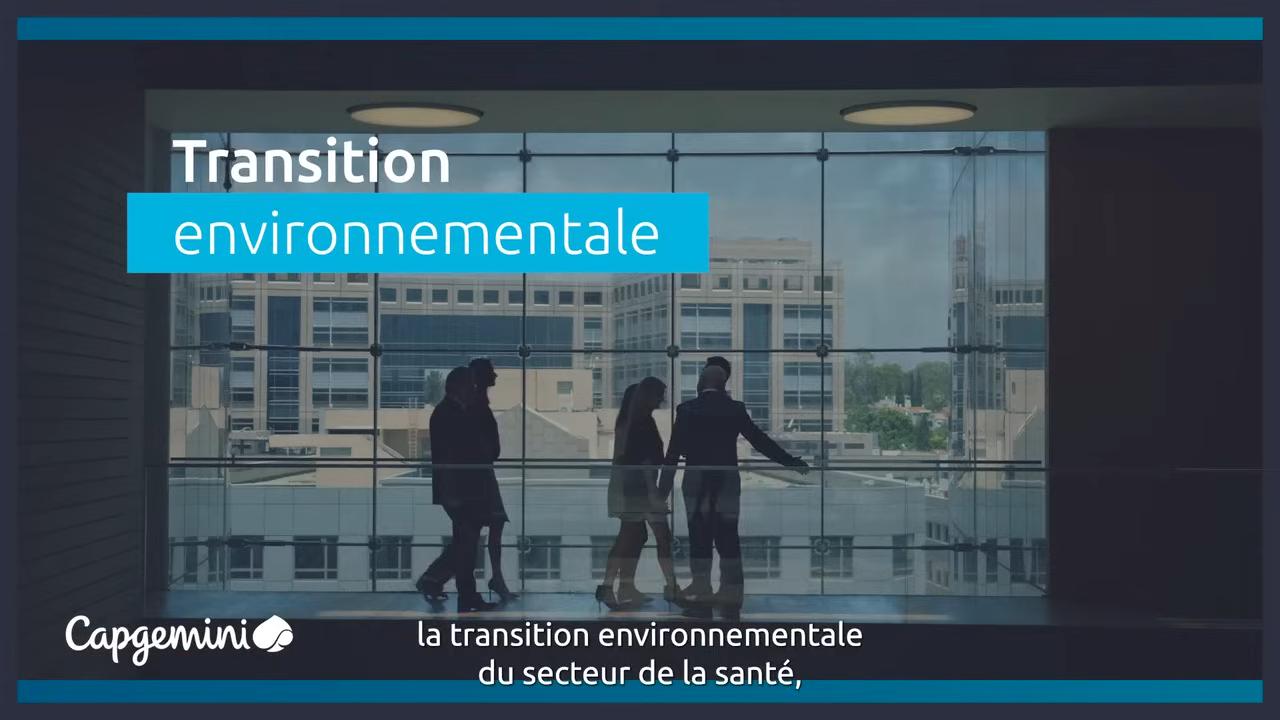 Transition
environnementale
Capgemini
la transition environnementale
du secteur de la santé,